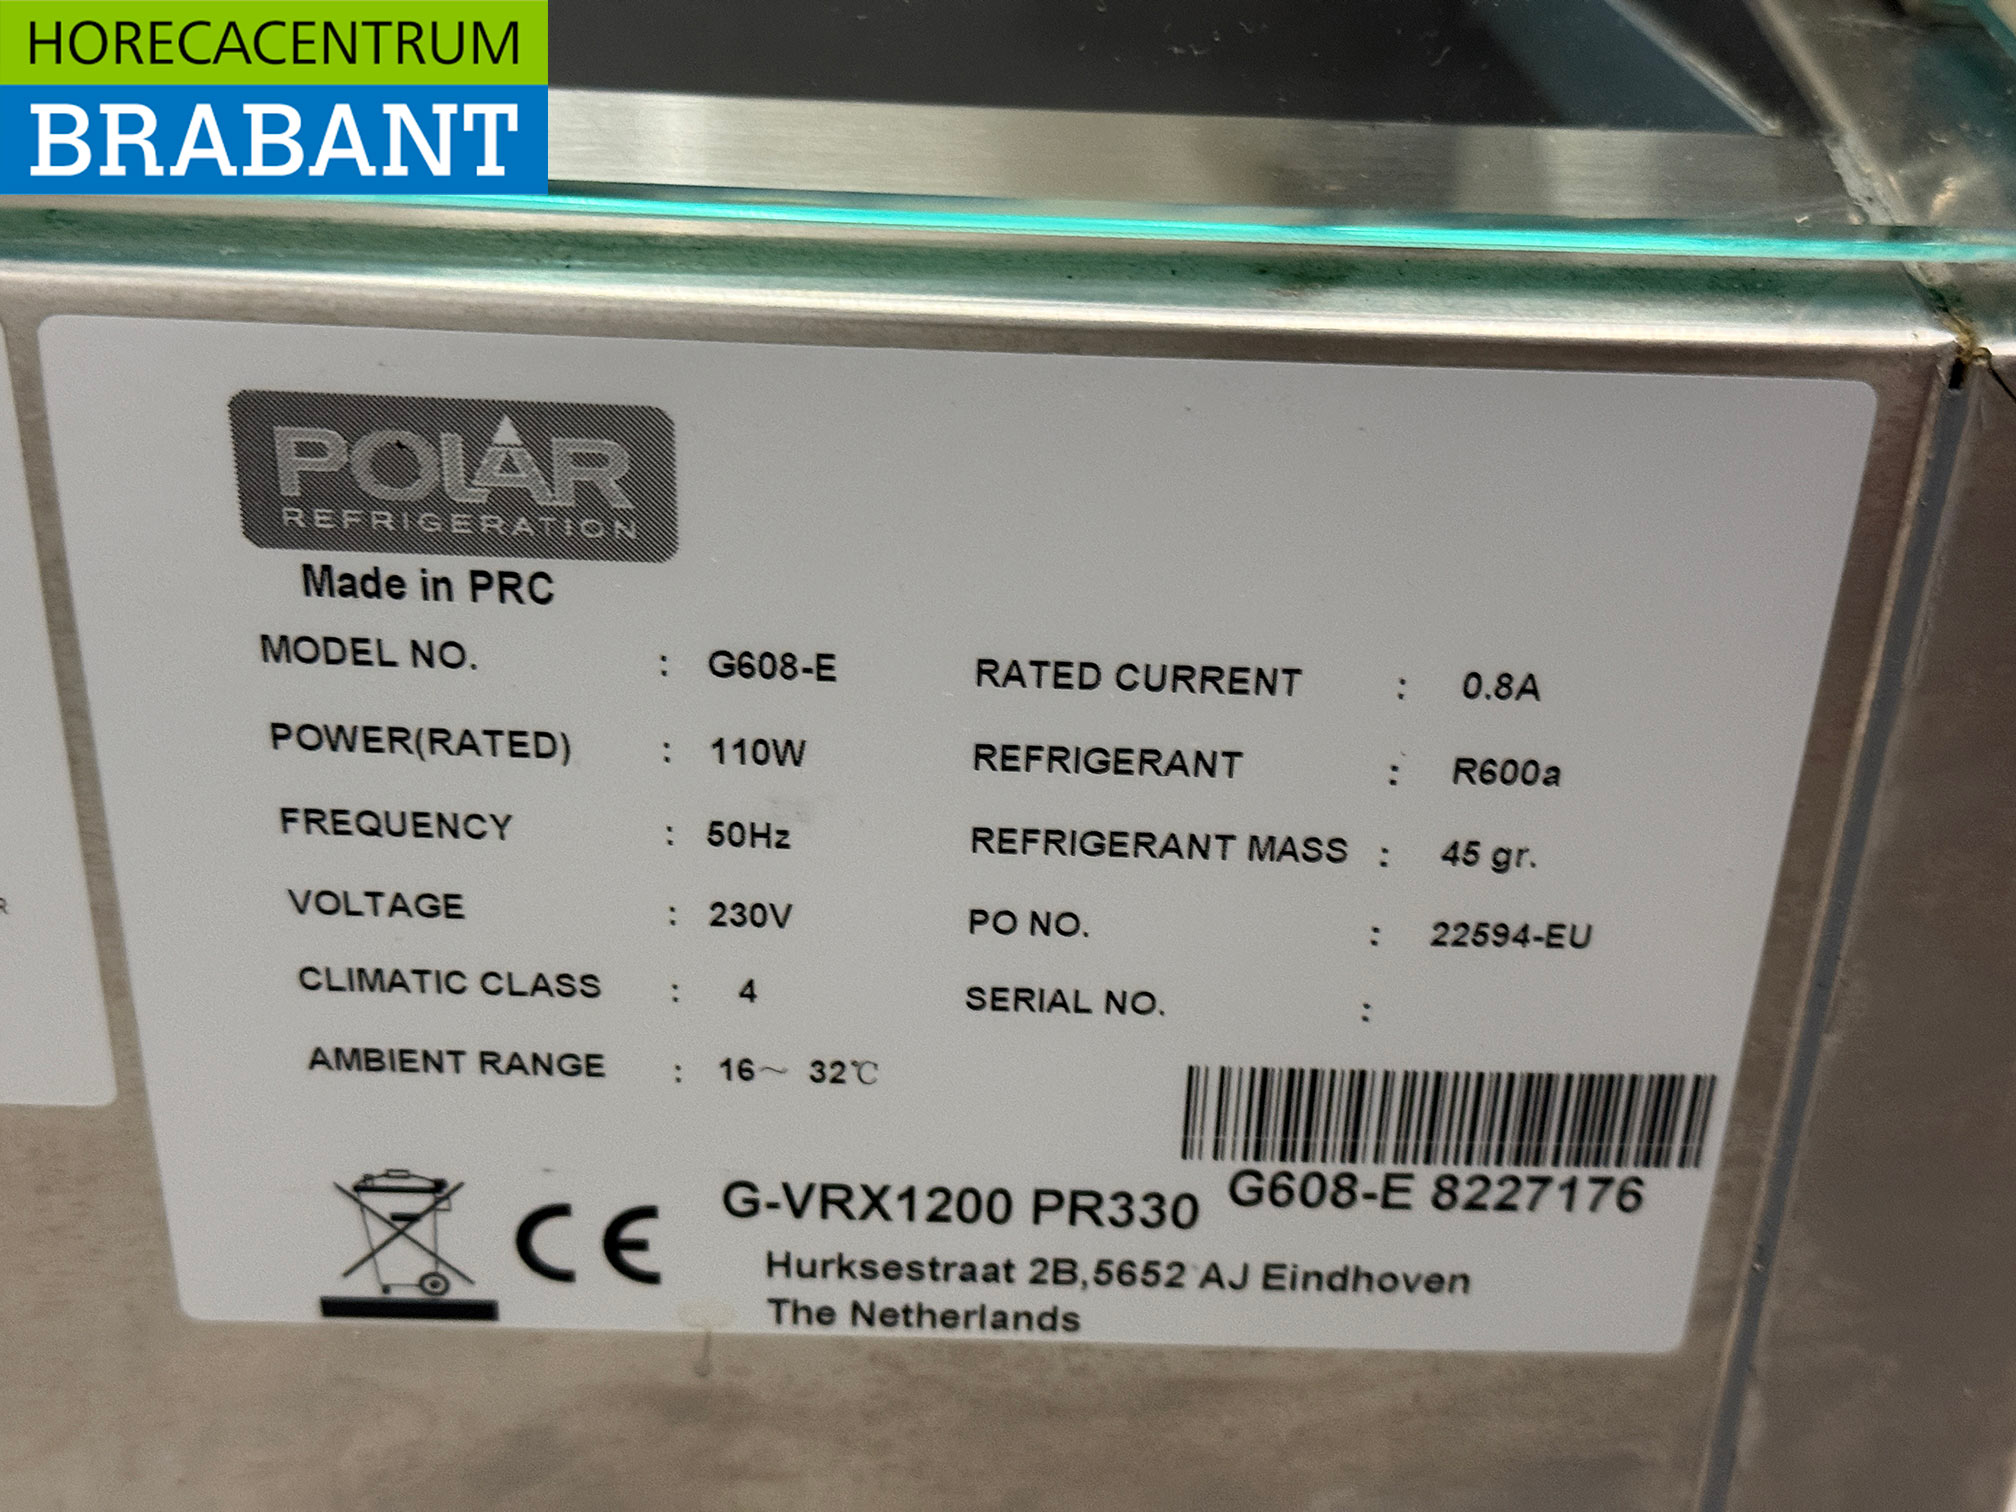 HORECACENTRUM
BRABANT
POLAR
REFRIGERATION
Made in PRC
MODEL NO. : G608-E
RATED CURRENT : 0.8A
POWER(RATED) : 110W
REFRIGERANT : R600a
FREQUENCY : 50Hz
REFRIGERANT MASS : 45 gr.
VOLTAGE : 230V
PO NO. : 22594-EU
CLIMATIC CLASS : 4
SERIAL NO. :
AMBIENT RANGE : 16~ 32℃
G608-E 8227176
CE
G-VRX1200 PR330
Hurksestraat 2B,5652 AJ Eindhoven
The Netherlands